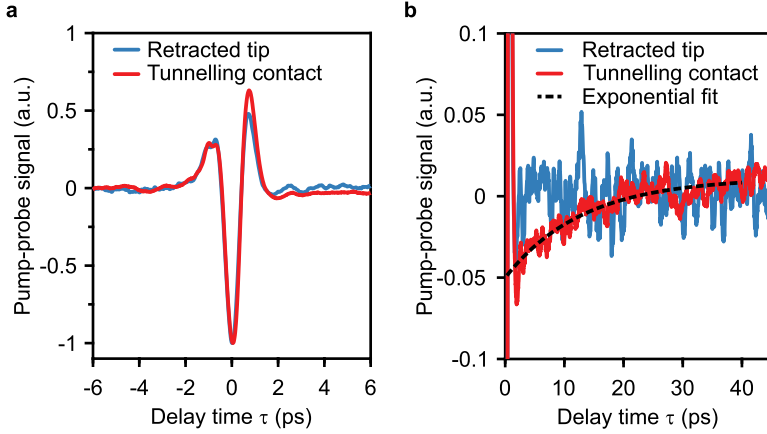 a
1
0.5
0
-0.5
-1
-6
-4
-2
0
2
4
6
Pump-probe signal (a.u.)
Delay time τ (ps)
Retracted tip
Tunnelling contact
b
0.1
0.05
0
-0.05
-0.1
0
10
20
30
40
Pump-probe signal (a.u.)
Delay time τ (ps)
Retracted tip
Tunnelling contact
Exponential fit